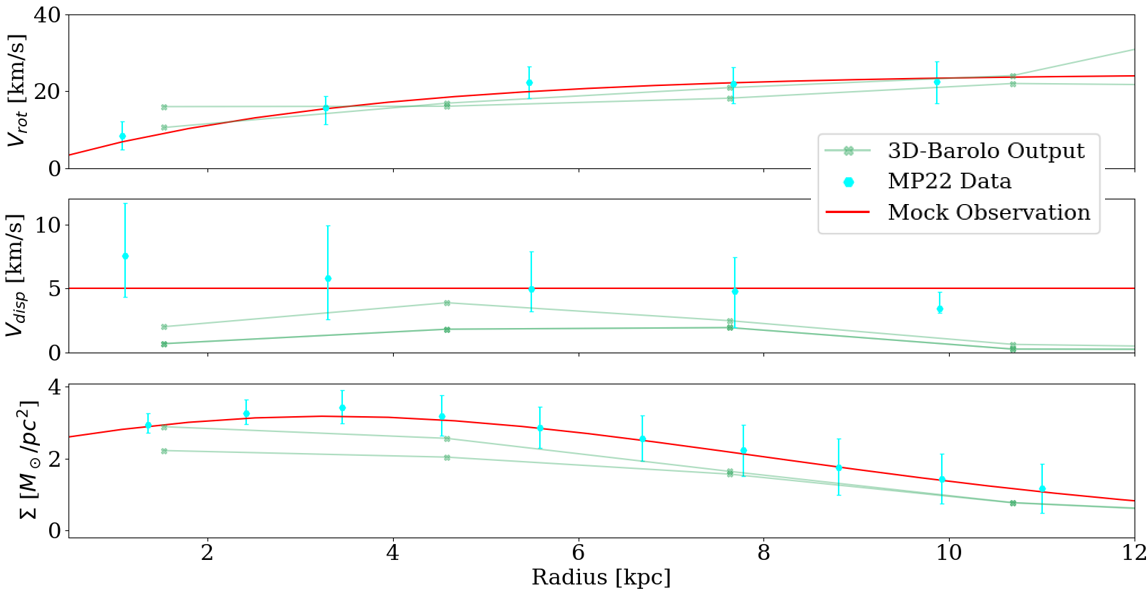 40
20
0
V_rot [km/s]
3D-Barolo Output
MP22 Data
Mock Observation
10
5
0
V_disp [km/s]
4
2
0
Σ [M_⊙/pc²]
2 4 6 8 10 12
Radius [kpc]